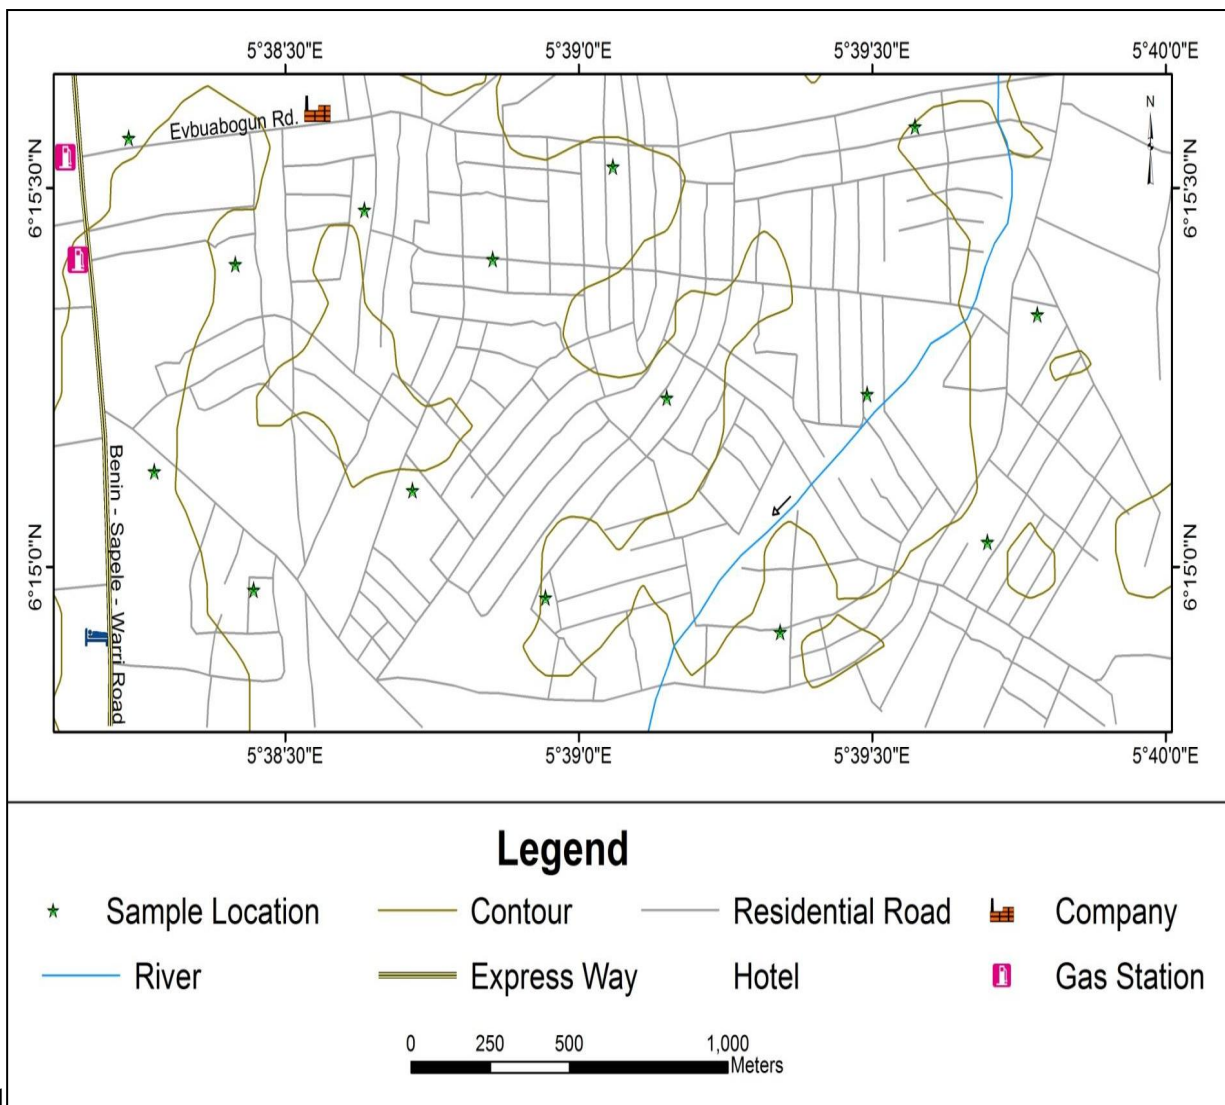 5°38'30"E 5°39'0"E 5°39'30"E 5°40'0"E
N
Evbuabogun Rd.
6°15'30"N 6°15'30"N
Benin - Sapele - Warri Road
6°15'0"N 6°15'0"N
5°38'30"E 5°39'0"E 5°39'30"E 5°40'0"E
Legend
Sample Location Contour Residential Road Company
River Express Way Hotel Gas Station
0 250 500 1,000
Meters